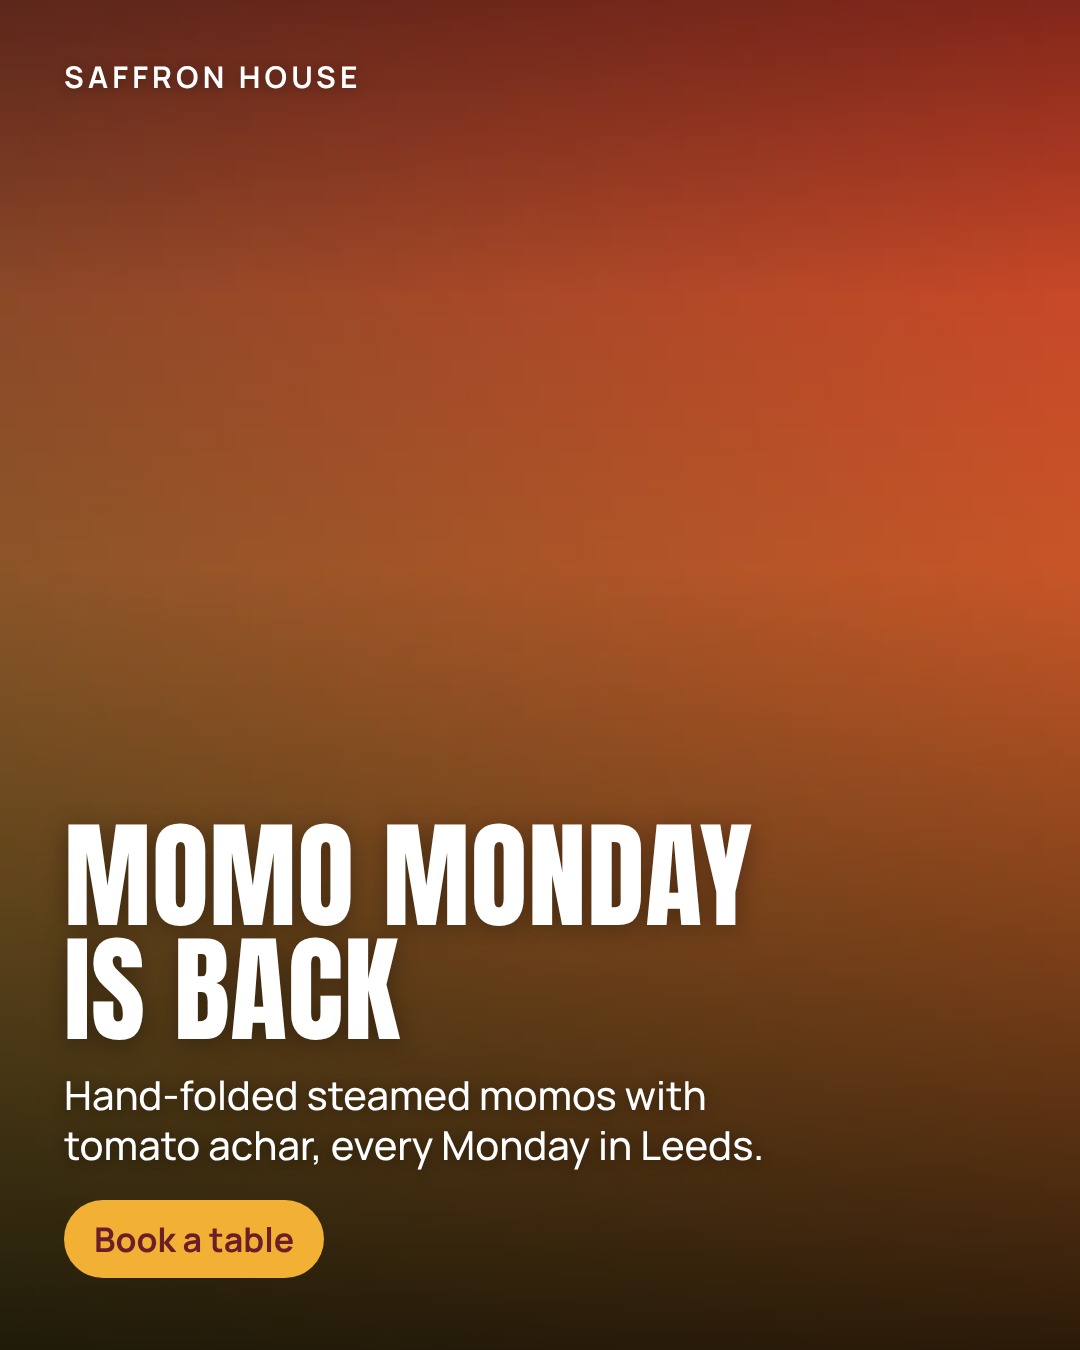 SAFFRON HOUSE
MOMO MONDAY
IS BACK
Hand-folded steamed momos with
tomato achar, every Monday in Leeds.
Book a table